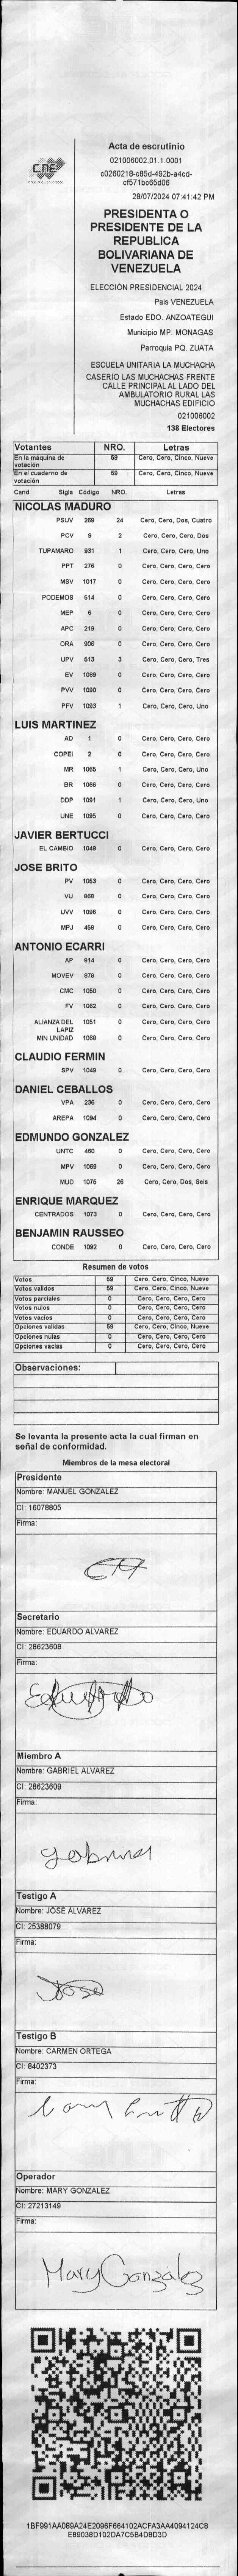 Acta de escrutinio
021006002.01.1.0001
c0260218-c85d-492b-a4cd-
cf571bc65d06
CNE
28/07/2024 07:41:42 PM
PRESIDENTA O
PRESIDENTE DE LA
REPUBLICA
BOLIVARIANA DE
VENEZUELA
ELECCIÓN PRESIDENCIAL 2024
Pais VENEZUELA
Estado EDO. ANZOATEGUI
Municipio MP. MONAGAS
Parroquia PQ. ZUATA
ESCUELA UNITARIA LA MUCHACHA
CASERIO LAS MUCHACHAS FRENTE
CALLE PRINCIPAL AL LADO DEL
AMBULATORIO RURAL LAS
MUCHACHAS EDIFICIO
021006002
138 Electores
Votantes NRO. Letras
En la máquina de votación 59 Cero, Cero, Cinco, Nueve
En el cuaderno de votación 59 Cero, Cero, Cinco, Nueve
Cand. Sigla Código NRO. Letras
NICOLAS MADURO
PSUV 269 24 Cero, Cero, Dos, Cuatro
PCV 9 2 Cero, Cero, Cero, Dos
TUPAMARO 931 1 Cero, Cero, Cero, Uno
PPT 276 0 Cero, Cero, Cero, Cero
MSV 1017 0 Cero, Cero, Cero, Cero
PODEMOS 514 0 Cero, Cero, Cero, Cero
MEP 6 0 Cero, Cero, Cero, Cero
APC 219 0 Cero, Cero, Cero, Cero
ORA 906 0 Cero, Cero, Cero, Cero
UPV 513 3 Cero, Cero, Cero, Tres
EV 1089 0 Cero, Cero, Cero, Cero
PVV 1090 0 Cero, Cero, Cero, Cero
PFV 1093 1 Cero, Cero, Cero, Uno
LUIS MARTINEZ
AD 1 0 Cero, Cero, Cero, Cero
COPEI 2 0 Cero, Cero, Cero, Cero
MR 1065 1 Cero, Cero, Cero, Uno
BR 1066 0 Cero, Cero, Cero, Cero
DDP 1091 1 Cero, Cero, Cero, Uno
UNE 1095 0 Cero, Cero, Cero, Cero
JAVIER BERTUCCI
EL CAMBIO 1048 0 Cero, Cero, Cero, Cero
JOSE BRITO
PV 1053 0 Cero, Cero, Cero, Cero
VU 868 0 Cero, Cero, Cero, Cero
UVV 1096 0 Cero, Cero, Cero, Cero
MPJ 458 0 Cero, Cero, Cero, Cero
ANTONIO ECARRI
AP 814 0 Cero, Cero, Cero, Cero
MOVEV 878 0 Cero, Cero, Cero, Cero
CMC 1050 0 Cero, Cero, Cero, Cero
FV 1062 0 Cero, Cero, Cero, Cero
ALIANZA DEL LAPIZ 1051 0 Cero, Cero, Cero, Cero
MIN UNIDAD 1088 0 Cero, Cero, Cero, Cero
CLAUDIO FERMIN
SPV 1049 0 Cero, Cero, Cero, Cero
DANIEL CEBALLOS
VPA 236 0 Cero, Cero, Cero, Cero
AREPA 1094 0 Cero, Cero, Cero, Cero
EDMUNDO GONZALEZ
UNTC 460 0 Cero, Cero, Cero, Cero
MPV 1069 0 Cero, Cero, Cero, Cero
MUD 1075 26 Cero, Cero, Dos, Seis
ENRIQUE MARQUEZ
CENTRADOS 1073 0 Cero, Cero, Cero, Cero
BENJAMIN RAUSSEO
CONDE 1092 0 Cero, Cero, Cero, Cero
Resumen de votos
Votos 59 Cero, Cero, Cinco, Nueve
Votos validos 59 Cero, Cero, Cinco, Nueve
Votos parciales 0 Cero, Cero, Cero, Cero
Votos nulos 0 Cero, Cero, Cero, Cero
Votos vacios 0 Cero, Cero, Cero, Cero
Opciones validas 59 Cero, Cero, Cinco, Nueve
Opciones nulas 0 Cero, Cero, Cero, Cero
Opciones vacias 0 Cero, Cero, Cero, Cero
Observaciones:
Se levanta la presente acta la cual firman en
señal de conformidad.
Miembros de la mesa electoral
Presidente
Nombre: MANUEL GONZALEZ
CI: 16078805
Firma:
Secretario
Nombre: EDUARDO ALVAREZ
CI: 28623608
Firma:
Miembro A
Nombre: GABRIEL ALVAREZ
CI: 28623609
Firma:
gabriel
Testigo A
Nombre: JOSE ALVAREZ
CI: 25388079
Firma:
Jose
Testigo B
Nombre: CARMEN ORTEGA
CI: 8402373
Firma:
Operador
Nombre: MARY GONZALEZ
CI: 27213149
Firma:
Mary González
1BF991AA089A24E2096F664102ACFA3AA4094124C8
E89038D102DA7C5B4D8D3D